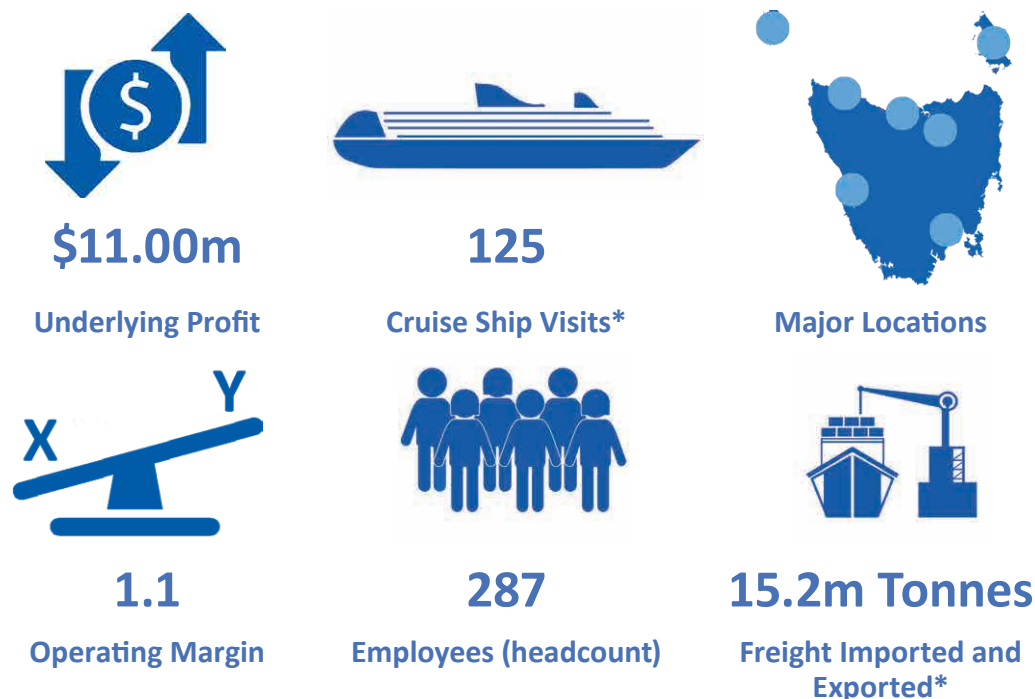 $
$11.00m
Underlying Profit
125
Cruise Ship Visits*
Major Locations
X
Y
1.1
Operating Margin
287
Employees (headcount)
15.2m Tonnes
Freight Imported and
Exported*